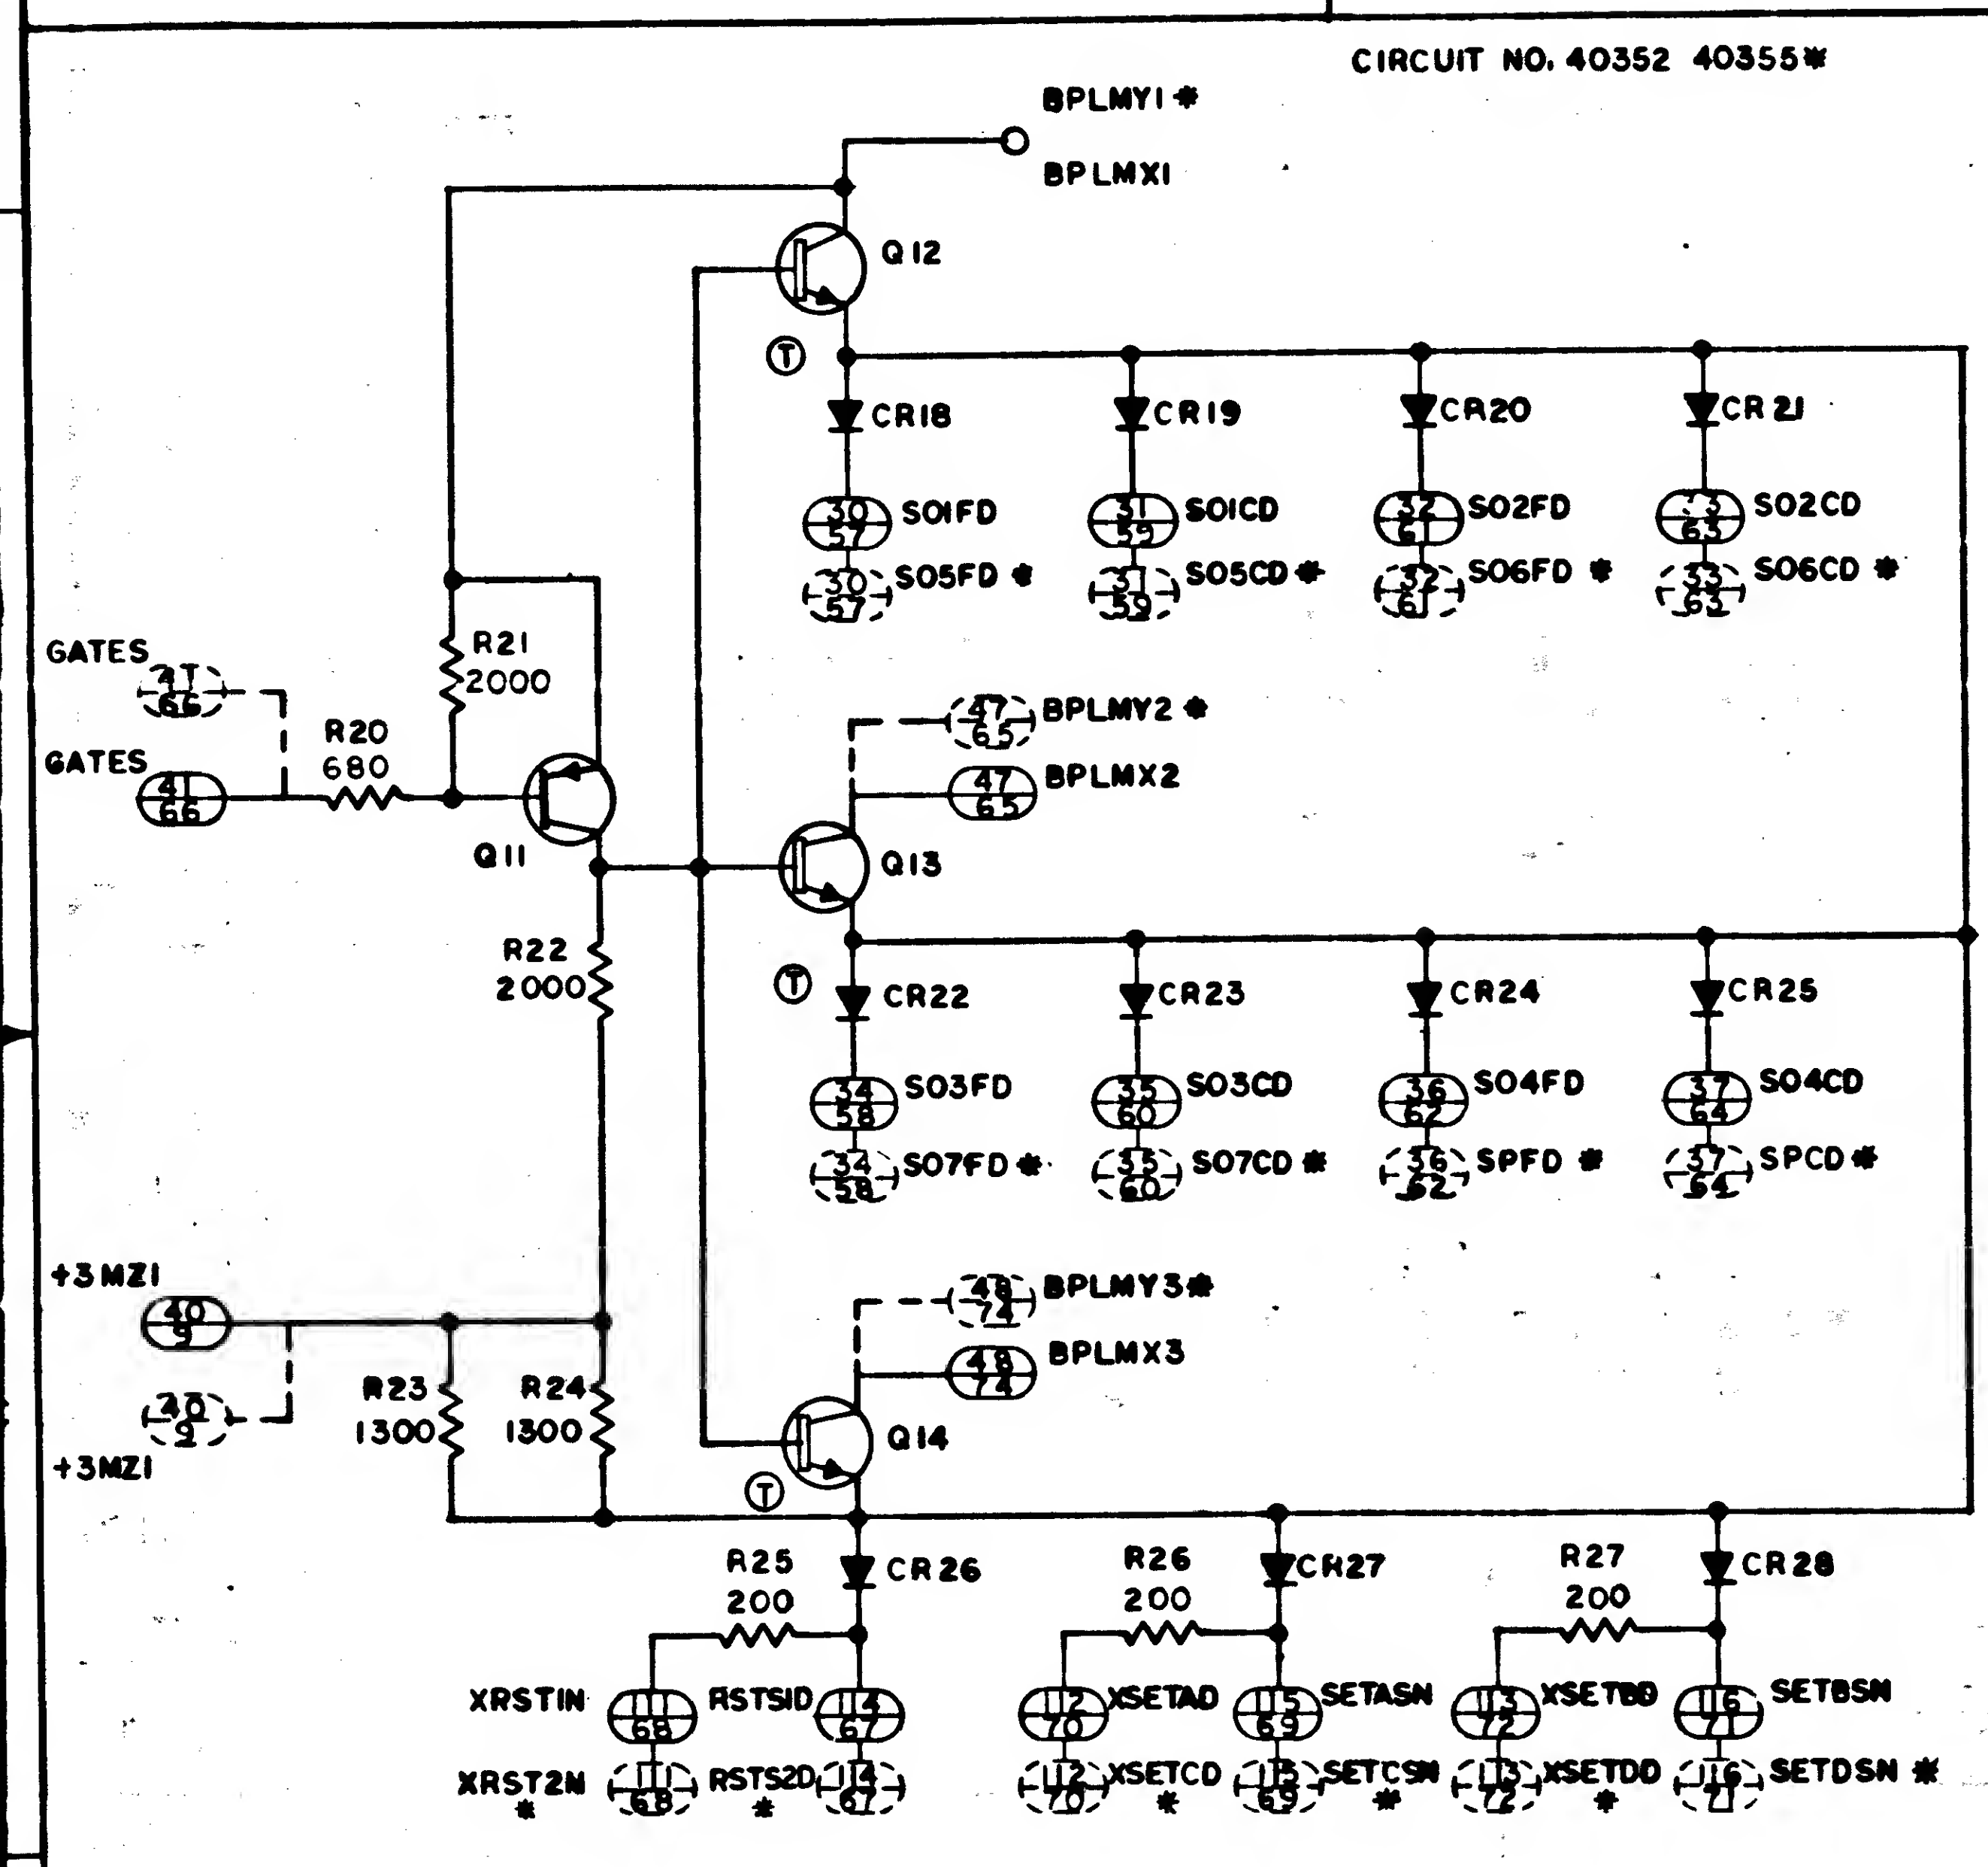 CIRCUIT NO. 40352 40355*
BPLMY1 *
BPLMX1
Q12
T
CR18
CR19
CR20
CR21
30
57
S01FD
31
59
S01CD
32
61
S02FD
33
63
S02CD
30
57
S05FD *
31
59
S05CD *
32
61
S06FD *
33
63
S06CD *
GATES
41
66
R21
2000
GATES
41
66
R20
680
47
65
BPLMY2 *
47
65
BPLMX2
Q11
Q13
R22
2000
T
CR22
CR23
CR24
CR25
34
58
S03FD
35
60
S03CD
36
62
S04FD
37
64
S04CD
34
58
S07FD *
35
60
S07CD *
36
62
SPFD *
37
64
SPCD *
+3MZ1
40
9
40
9
+3MZ1
48
74
BPLMY3 *
48
74
BPLMX3
R23
1300
R24
1300
Q14
T
R25
200
CR26
R26
200
CR27
R27
200
CR28
XRST1N
111
68
RSTS1D
114
67
112
70
XSETAD
115
69
SETASN
113
72
XSETBD
116
71
SETBSN
XRST2N
*
111
68
RSTS2D
*
114
67
112
70
XSETCD
*
115
69
SETCSN
*
113
72
XSETDD
*
116
71
SETDSN *